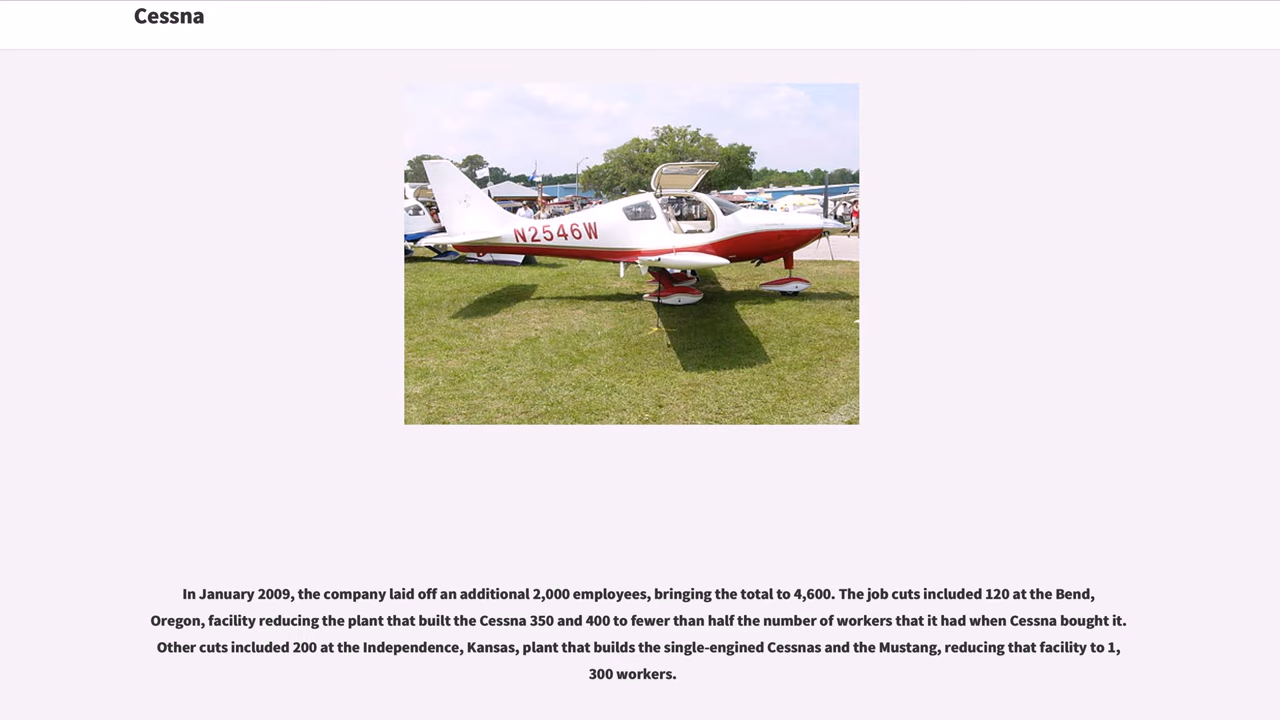 Cessna
N2546W
In January 2009, the company laid off an additional 2,000 employees, bringing the total to 4,600. The job cuts included 120 at the Bend,
Oregon, facility reducing the plant that built the Cessna 350 and 400 to fewer than half the number of workers that it had when Cessna bought it.
Other cuts included 200 at the Independence, Kansas, plant that builds the single-engined Cessnas and the Mustang, reducing that facility to 1,
300 workers.